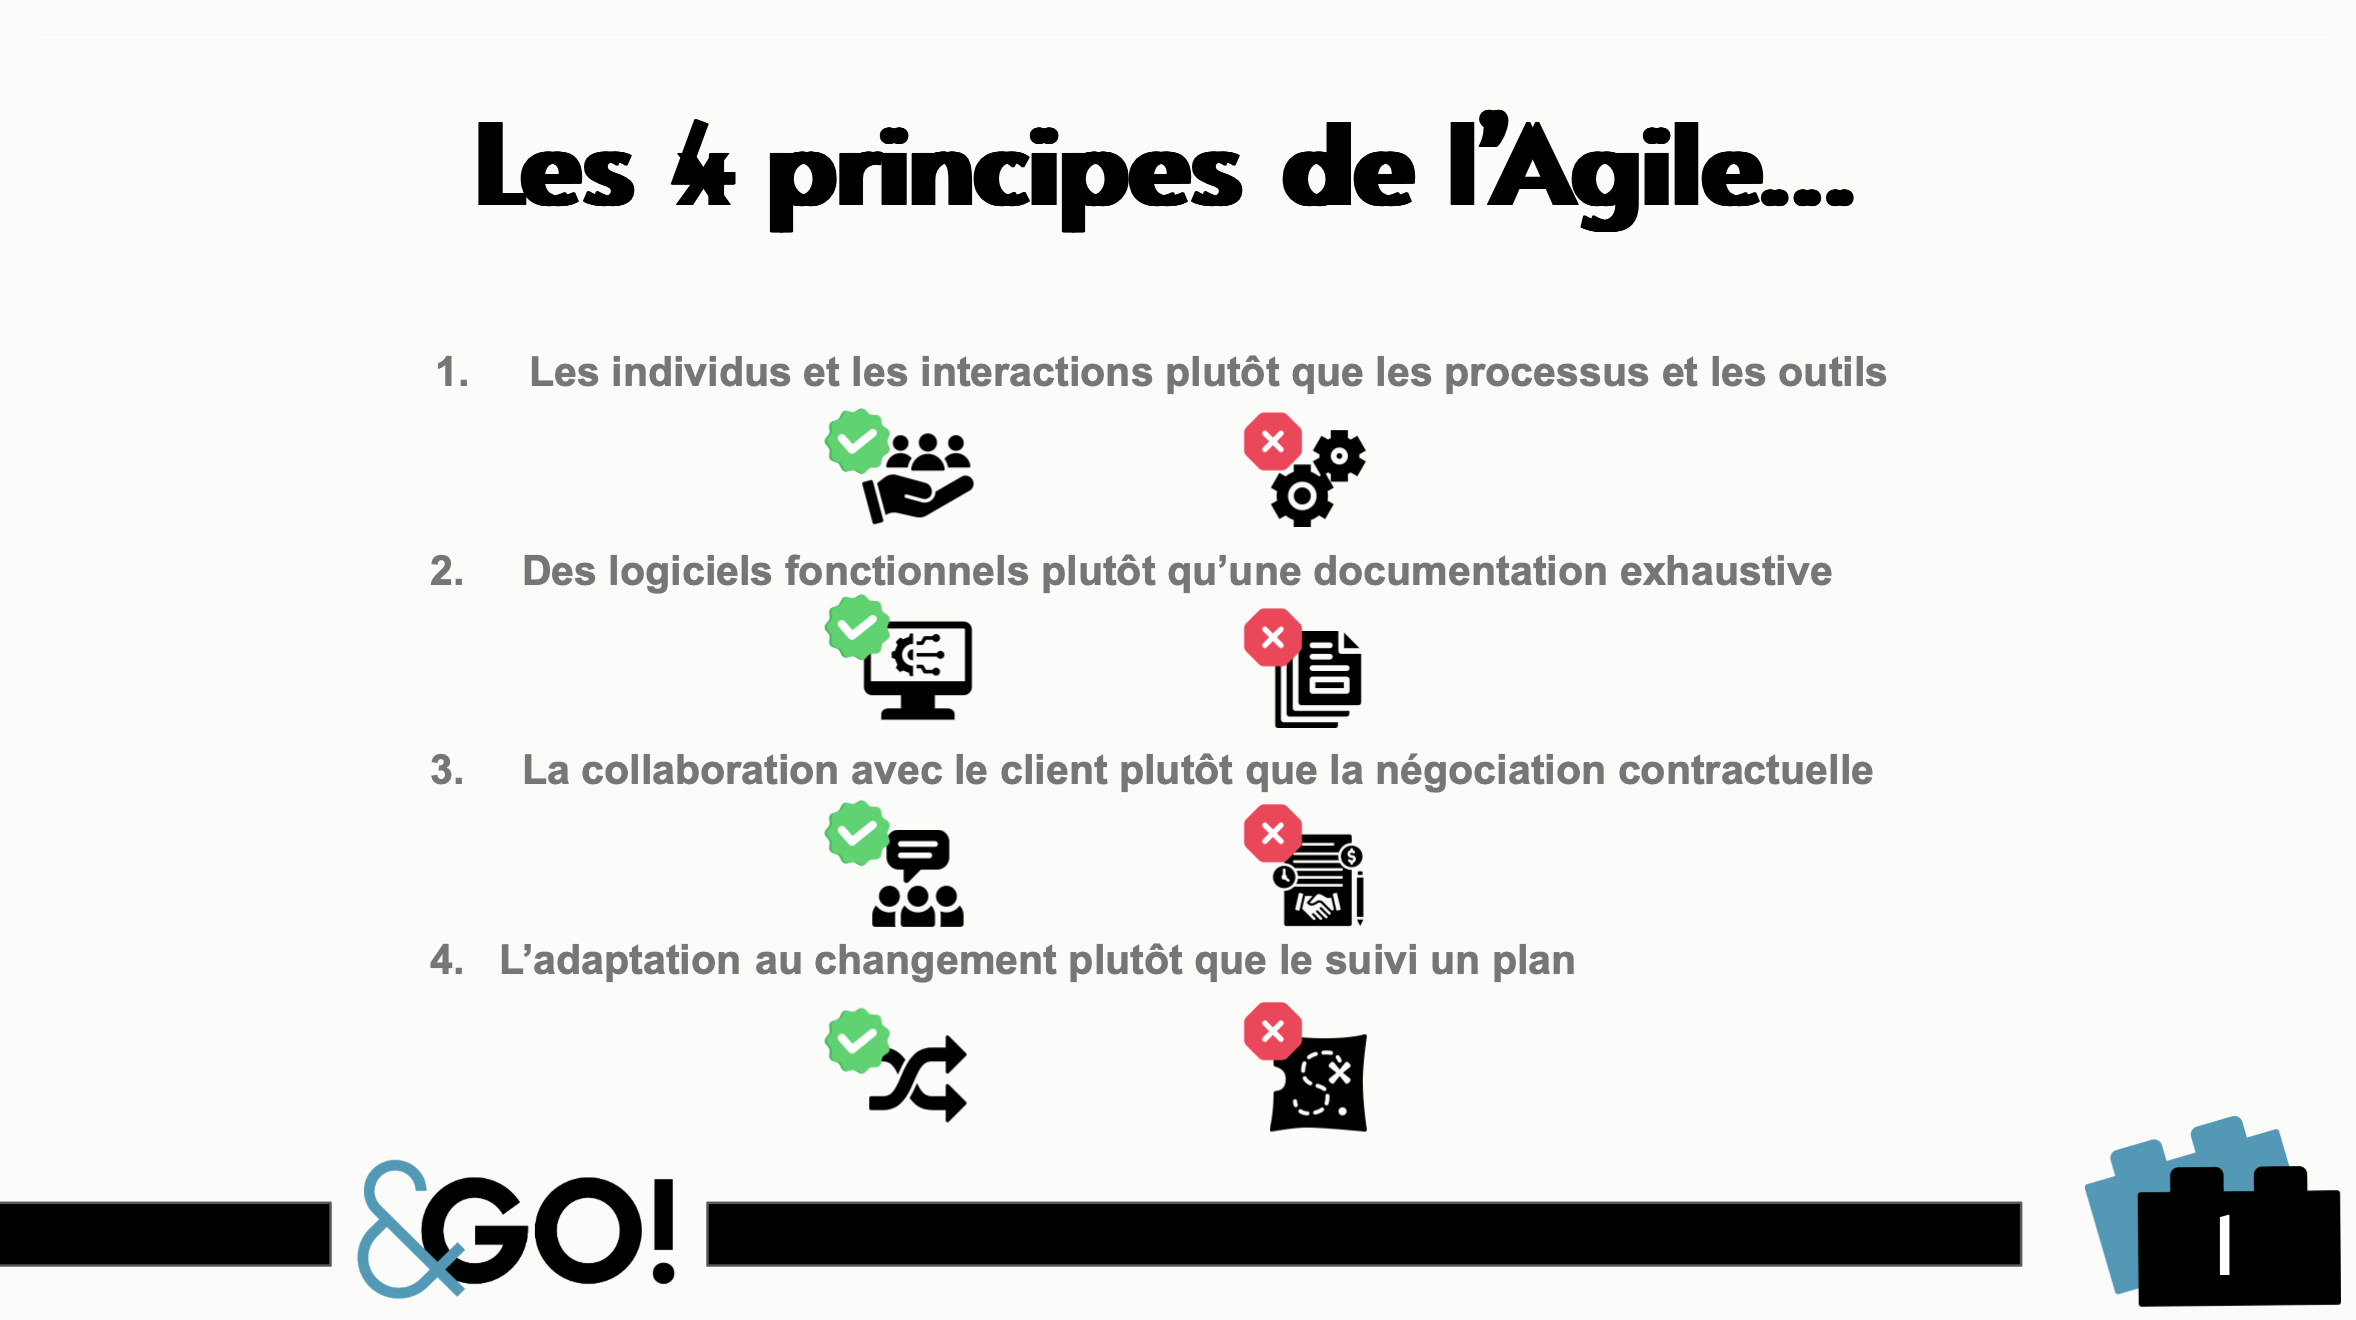 Les 4 principes de l’Agile...
1. Les individus et les interactions plutôt que les processus et les outils
2. Des logiciels fonctionnels plutôt qu’une documentation exhaustive
3. La collaboration avec le client plutôt que la négociation contractuelle
$
4. L’adaptation au changement plutôt que le suivi un plan
&GO!
1